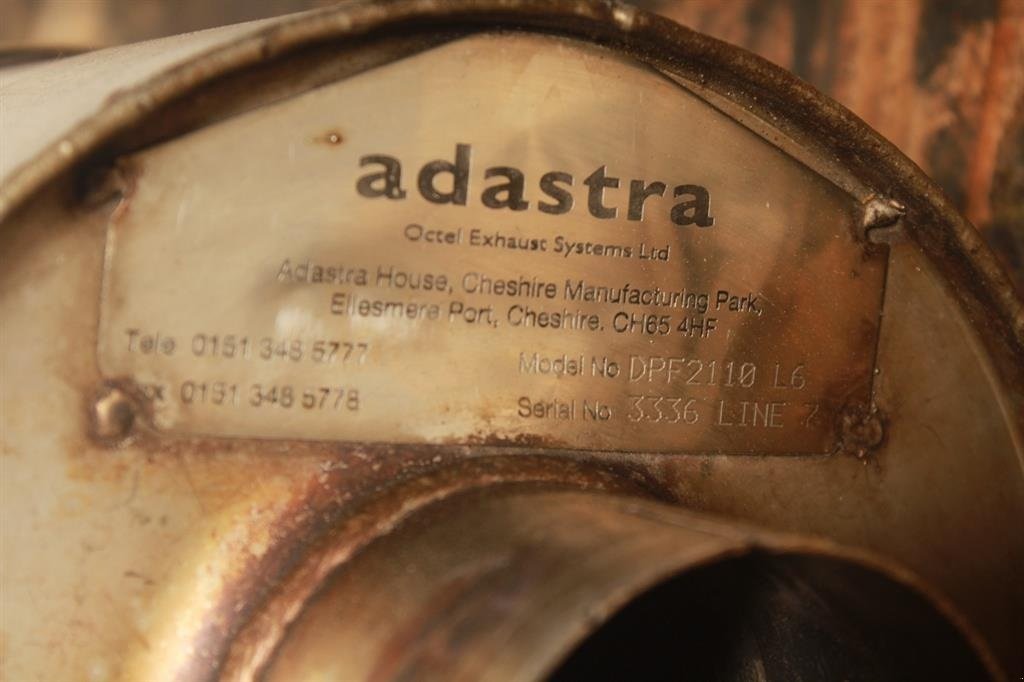 adastra
Octel Exhaust Systems Ltd
Adastra House, Cheshire Manufacturing Park,
Ellesmere Port, Cheshire. CH65 4HF
Tele 0151 348 5777
Model No DPF2110 L6
0151 348 5778
Serial No 3336 LINE